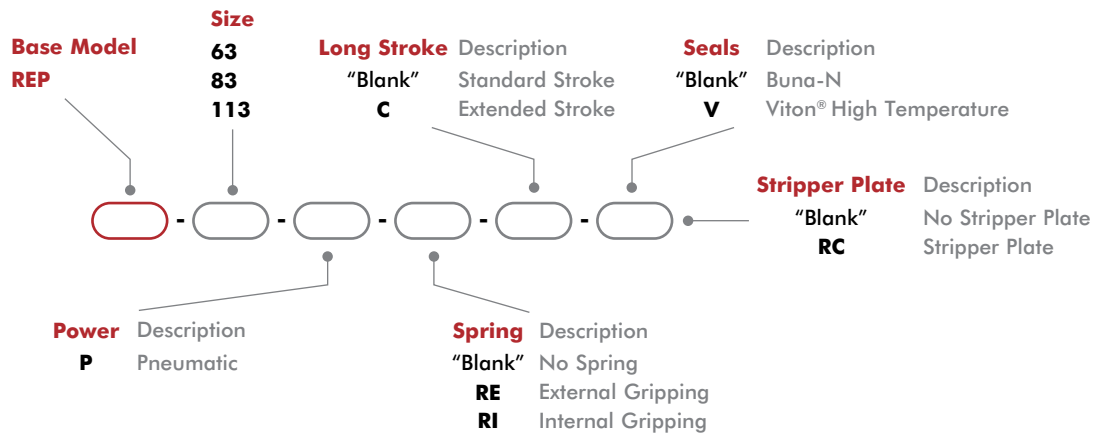 Size
63
83
113
Base Model
REP
Long Stroke Description
"Blank" Standard Stroke
C Extended Stroke
Seals Description
"Blank" Buna-N
V Viton® High Temperature
Stripper Plate Description
"Blank" No Stripper Plate
RC Stripper Plate
- - - - -
Power Description
P Pneumatic
Spring Description
"Blank" No Spring
RE External Gripping
RI Internal Gripping